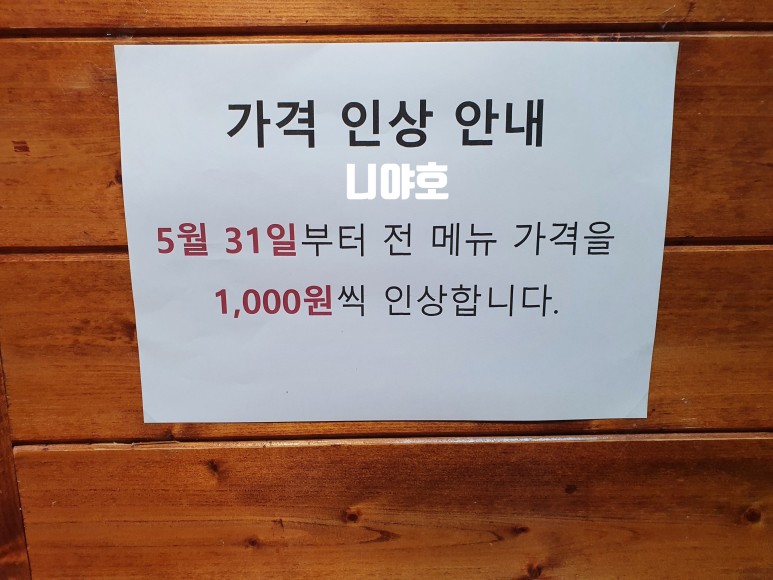 가격 인상 안내
니야호
5월 31일부터 전 메뉴 가격을
1,000원씩 인상합니다.